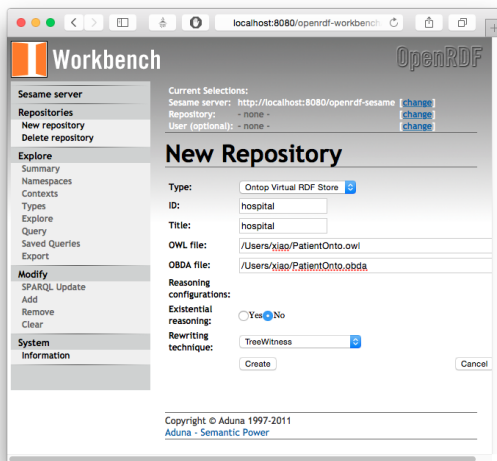 localhost:8080/openrdf-workbench
Workbench
OpenRDF
Current Selections:
Sesame server: http://localhost:8080/openrdf-sesame [change]
Repository: - none - [change]
User (optional): - none - [change]
Sesame server
Repositories
New repository
Delete repository
Explore
Summary
Namespaces
Contexts
Types
Explore
Query
Saved Queries
Export
Modify
SPARQL Update
Add
Remove
Clear
System
Information
New Repository
Type: Ontop Virtual RDF Store
ID: hospital
Title: hospital
OWL file: /Users/xiao/PatientOnto.owl
OBDA file: /Users/xiao/PatientOnto.obda
Reasoning
configurations:
Existential
reasoning: Yes No
Rewriting
technique: TreeWitness
Create Cancel
Copyright © Aduna 1997-2011
Aduna - Semantic Power